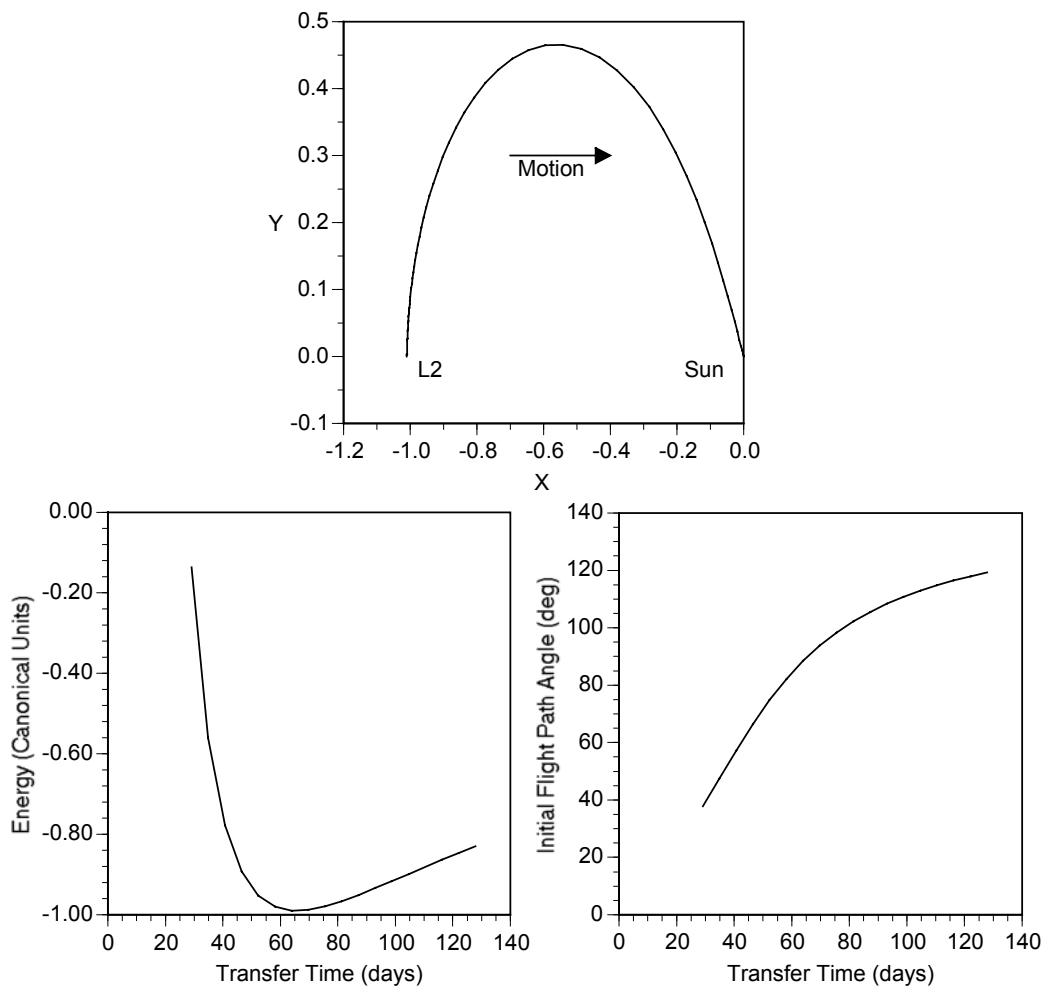 0.5
0.4
0.3
Motion
Y
0.2
0.1
0.0
L2
Sun
-0.1
-1.2 -1.0 -0.8 -0.6 -0.4 -0.2 0.0
X
0.00
-0.20
-0.40
-0.60
-0.80
-1.00
Energy (Canonical Units)
0 20 40 60 80 100 120 140
Transfer Time (days)
140
120
100
80
60
40
20
0
Initial Flight Path Angle (deg)
0 20 40 60 80 100 120 140
Transfer Time (days)